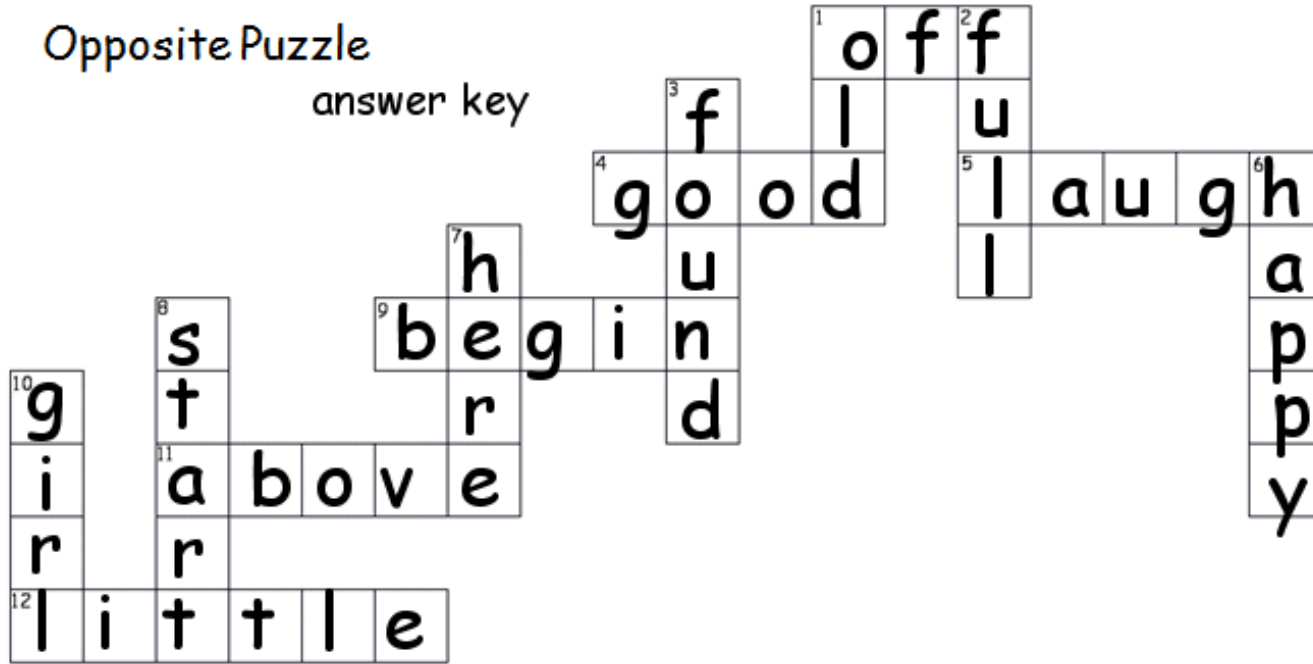 Opposite Puzzle
answer key
1 o f 2 f
3 f l u
4 g o o d 5 l a u g 6 h
7 h u l a
8 s 9 b e g i n p
10 g t r d p
i 11 a b o v e y
r r
12 l i t t l e